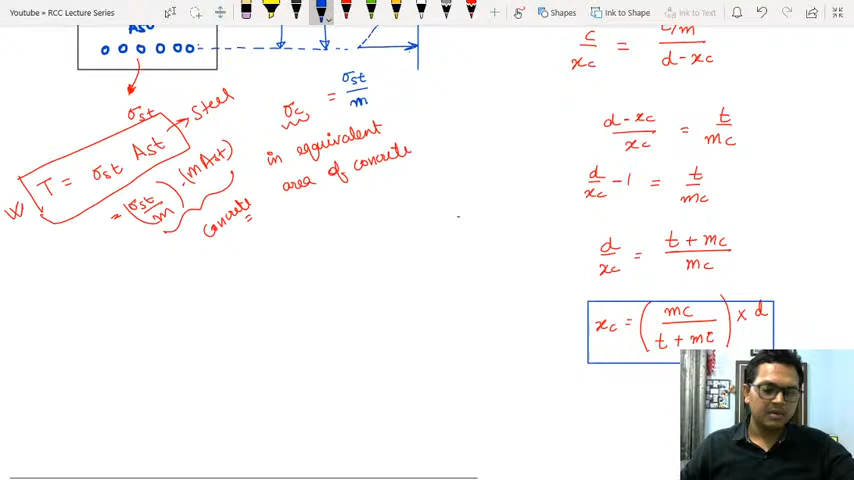 Youtube » RCC Lecture Series
Shapes
Ink to Shape
Ink to Text
Ast
σst
Steel
T = σst Ast
= (σst/m) · (m Ast)
Concrete
σc = σst/m
in equivalent
area of concrete
c/xc = (c/m)/(d-xc)
(d-xc)/xc = t/mc
d/xc - 1 = t/mc
d/xc = (t + mc)/mc
xc = (mc/(t + mc)) × d